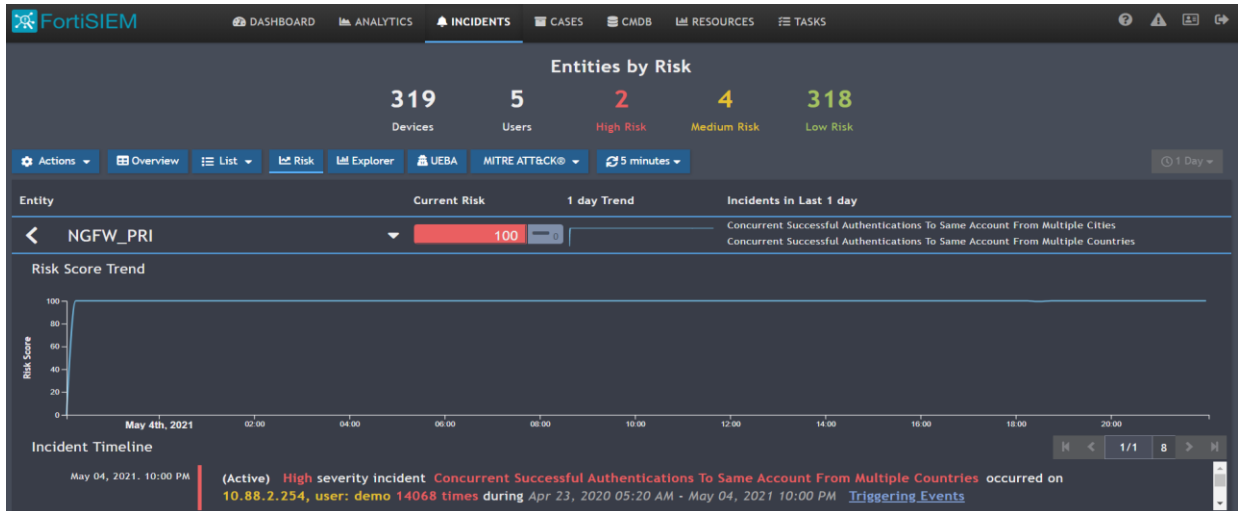 FortiSIEM
DASHBOARD ANALYTICS INCIDENTS CASES CMDB RESOURCES TASKS
Entities by Risk
319 5 2 4 318
Devices Users High Risk Medium Risk Low Risk
Actions Overview List Risk Explorer UEBA MITRE ATT&CK® 5 minutes 1 Day
Entity Current Risk 1 day Trend Incidents in Last 1 day
NGFW_PRI 100 0 Concurrent Successful Authentications To Same Account From Multiple Cities
Concurrent Successful Authentications To Same Account From Multiple Countries
Risk Score Trend
100
80
60
40
20
0
Risk Score
May 4th, 2021 02:00 04:00 06:00 08:00 10:00 12:00 14:00 16:00 18:00 20:00
Incident Timeline 1/1 8
May 04, 2021. 10:00 PM (Active) High severity incident Concurrent Successful Authentications To Same Account From Multiple Countries occurred on
10.88.2.254, user: demo 14068 times during Apr 23, 2020 05:20 AM - May 04, 2021 10:00 PM Triggering Events